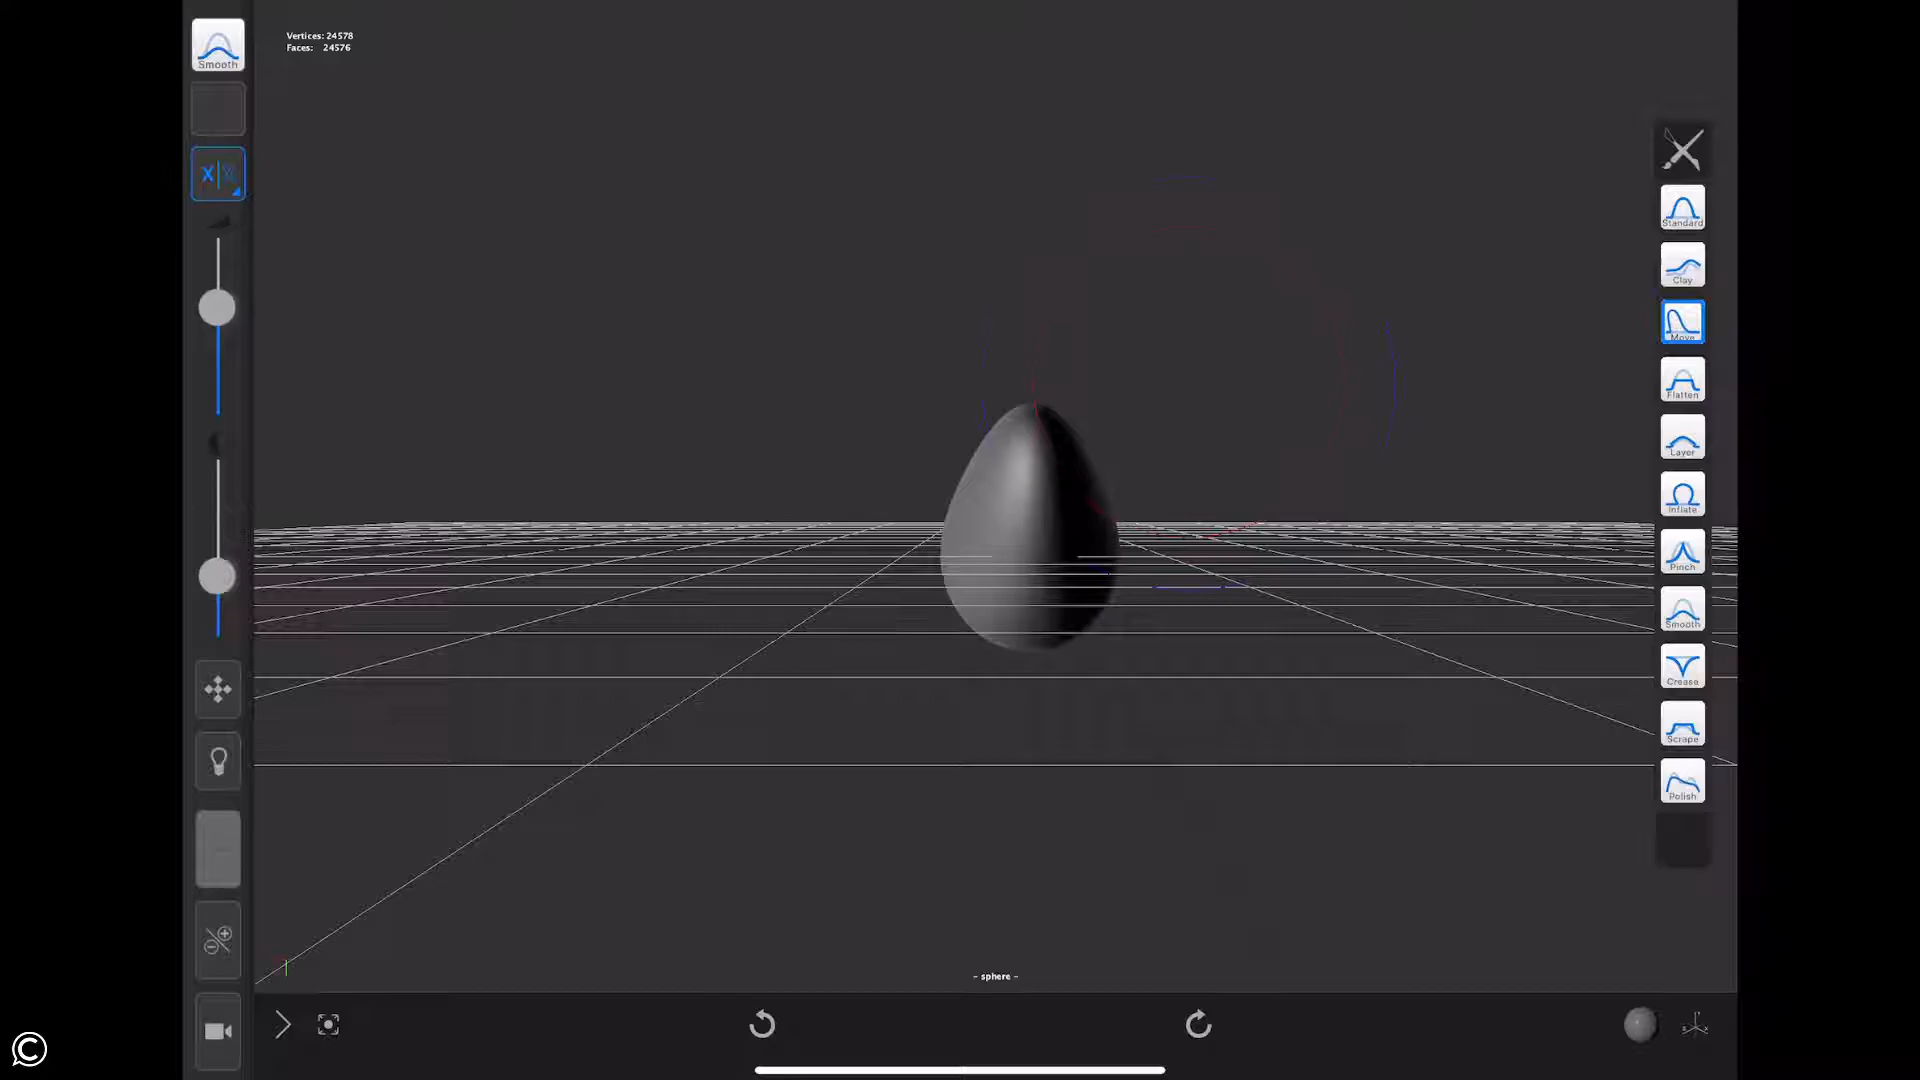 Smooth
Vertices: 24578
Faces: 24576
X
Standard
Clay
Move
Flatten
Layer
Inflate
Pinch
Smooth
Crease
Scrape
Polish
- sphere -